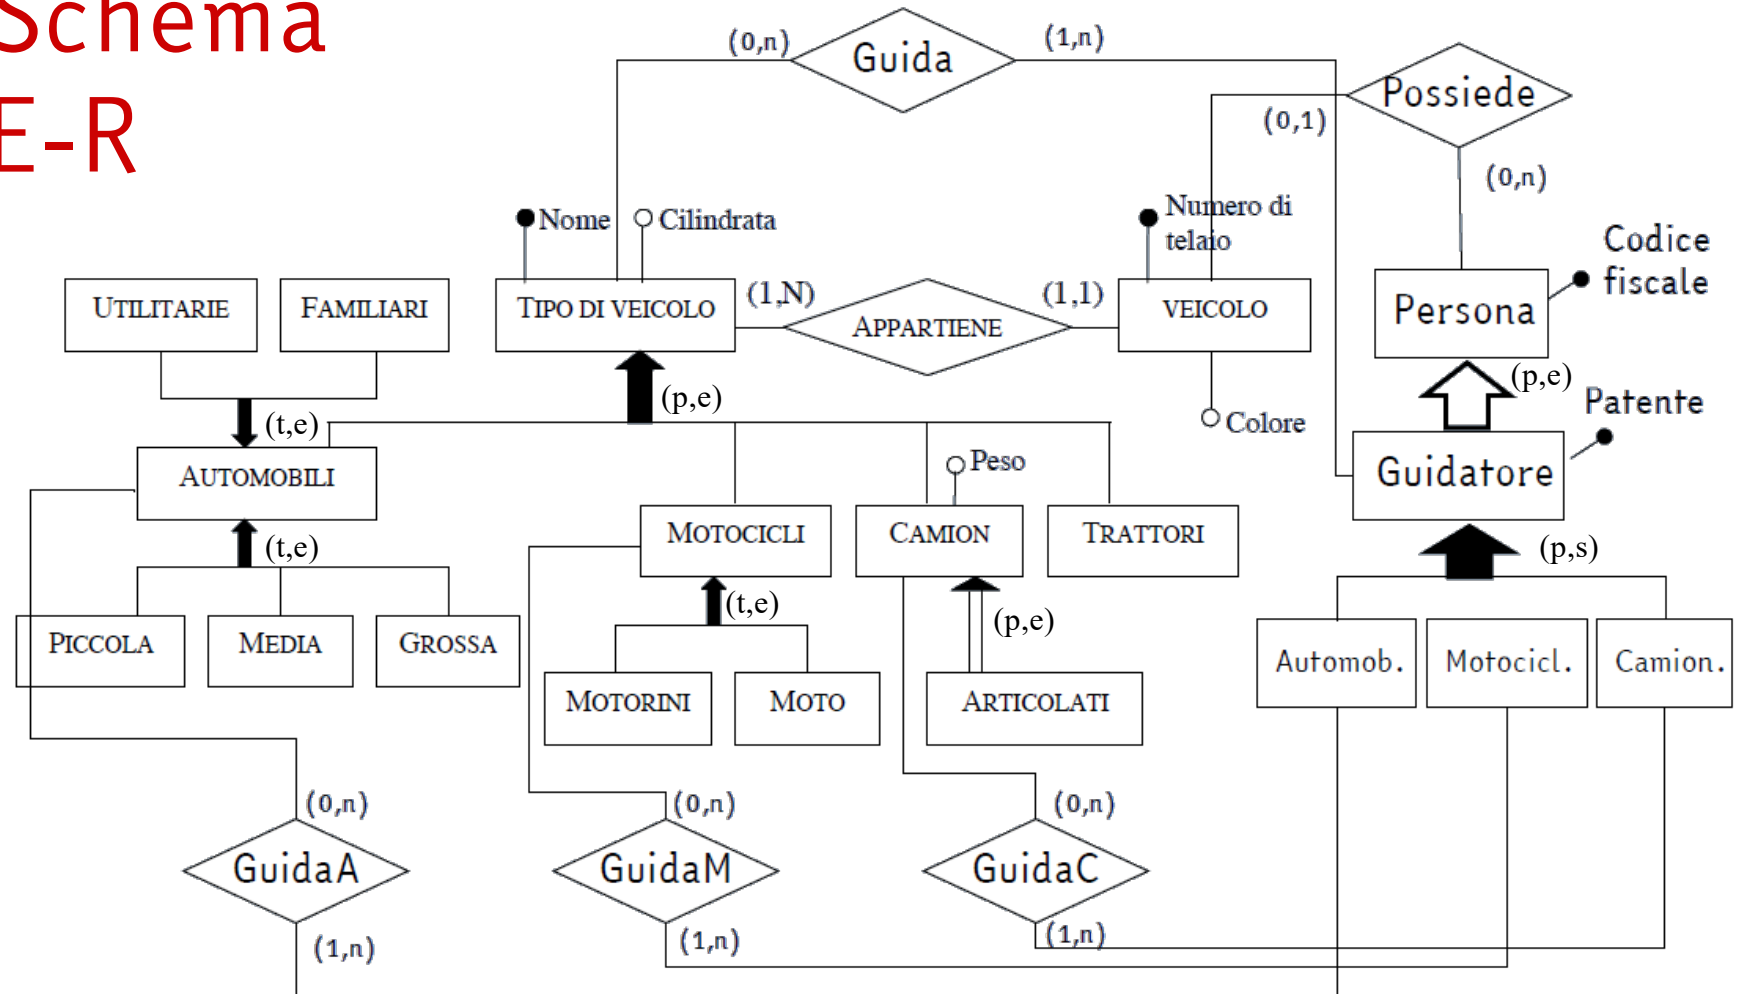 Schema
E-R
(0,n)
Guida
(1,n)
Possiede
(0,1)
(0,n)
Nome
Cilindrata
Numero di
telaio
Codice
fiscale
UTILITARIE
FAMILIARI
TIPO DI VEICOLO
(1,N)
APPARTIENE
(1,1)
VEICOLO
Persona
(t,e)
(p,e)
Colore
(p,e)
Patente
AUTOMOBILI
Peso
Guidatore
(t,e)
MOTOCICLI
CAMION
TRATTORI
(p,s)
PICCOLA
MEDIA
GROSSA
(t,e)
(p,e)
Automob.
Motocicl.
Camion.
MOTORINI
MOTO
ARTICOLATI
(0,n)
(0,n)
(0,n)
GuidaA
GuidaM
GuidaC
(1,n)
(1,n)
(1,n)